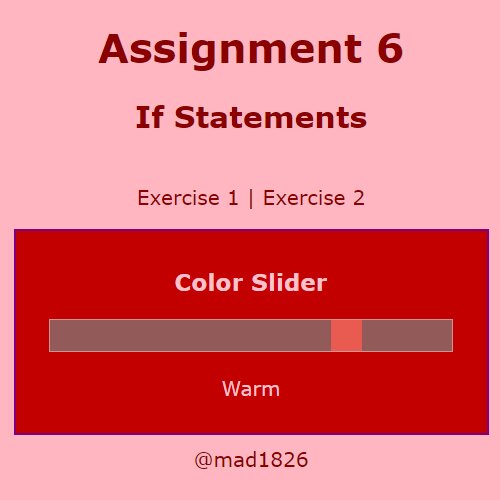 Assignment 6
If Statements
Exercise 1 | Exercise 2
Color Slider
Warm
@mad1826